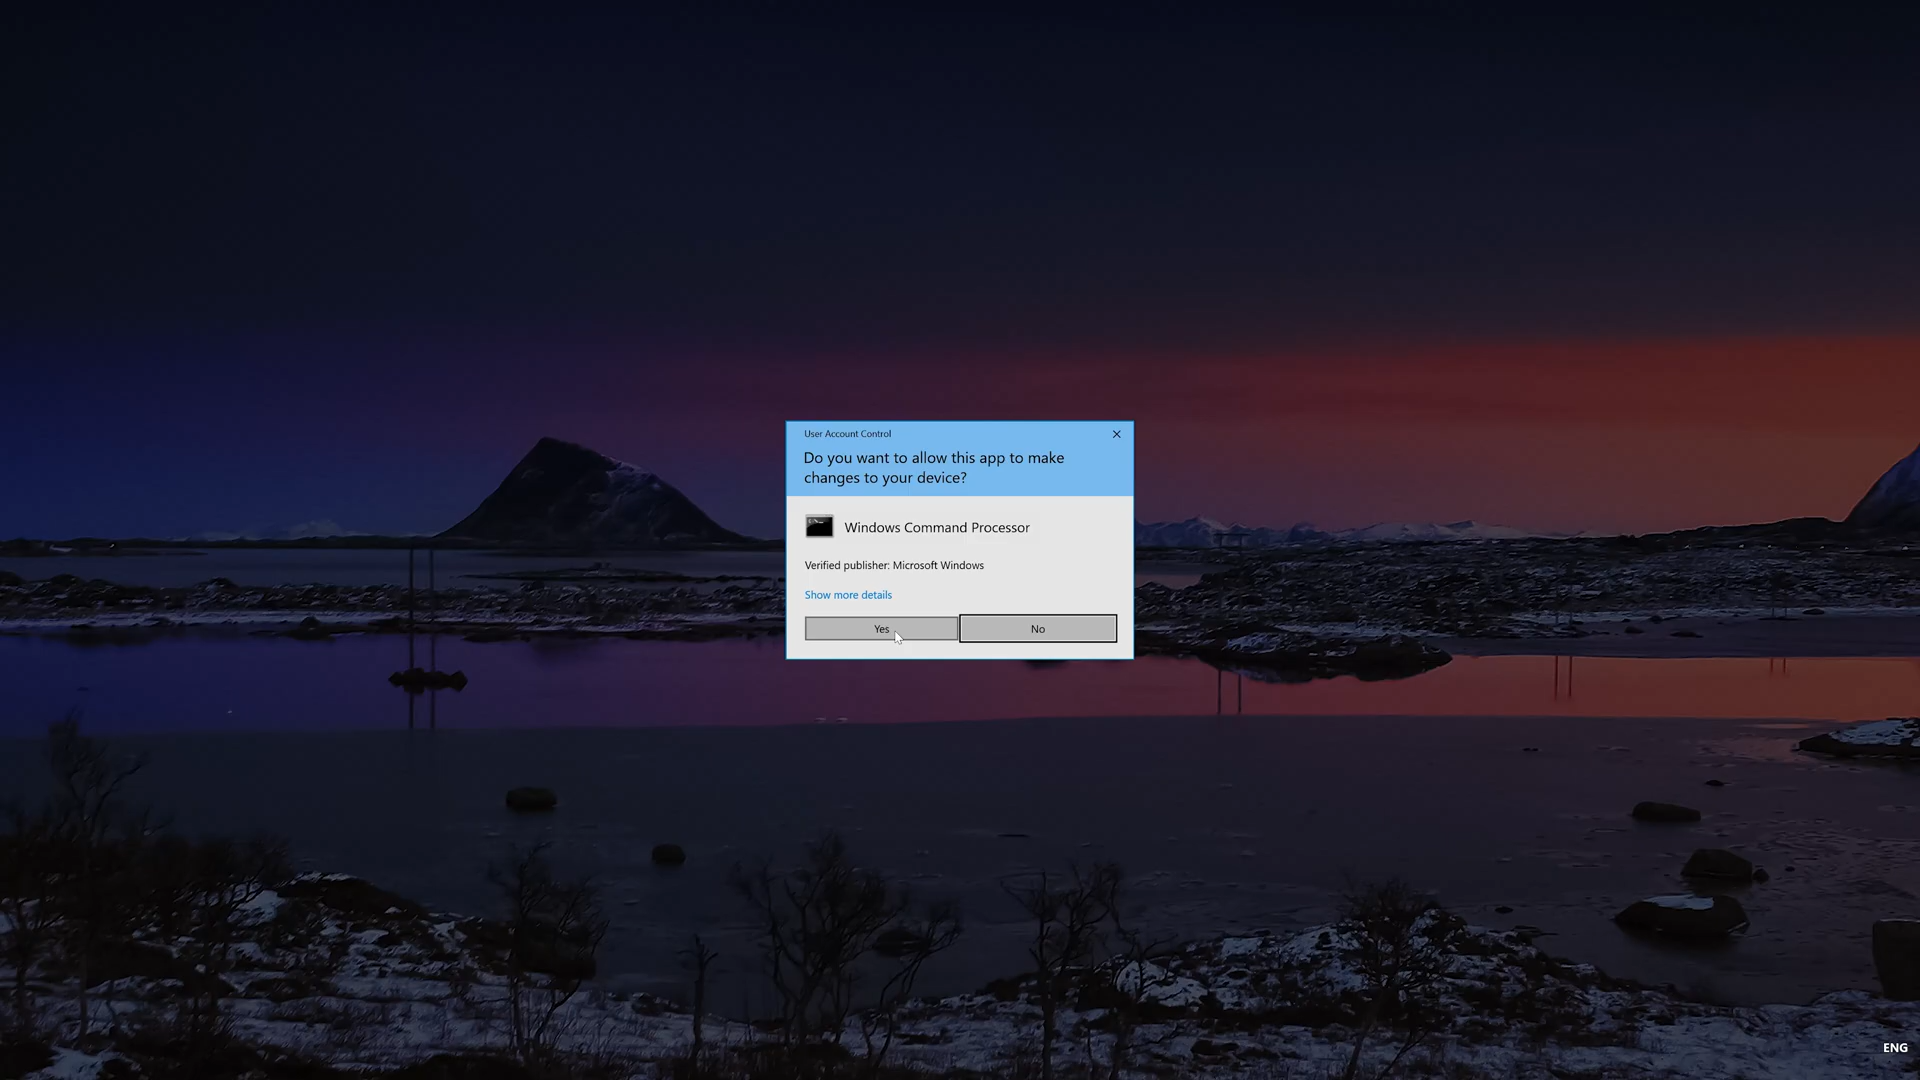 User Account Control
Do you want to allow this app to make
changes to your device?
Windows Command Processor
Verified publisher: Microsoft Windows
Show more details
Yes
No
ENG